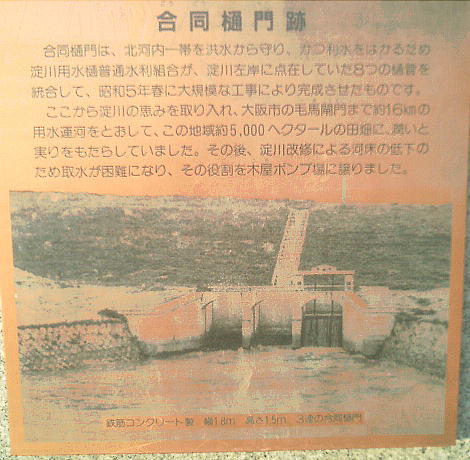 合同樋門跡
合同樋門は、北河内一帯を洪水から守り、かつ利水をはかるため
淀川用水樋普通水利組合が、淀川左岸に点在していた8つの樋管を
統合して、昭和5年春に大規模な工事により完成させたものです。
ここから淀川の恵みを取り入れ、大阪市の毛馬閘門まで約16kmの
用水運河をとおして、この地域約5,000ヘクタールの田畑に、潤いと
実りをもたらしていました。その後、淀川改修による河床の低下の
ため取水が困難になり、その役割を木屋ポンプ場に譲りました。
鉄筋コンクリート製 幅1.8m 高さ1.5m 3連の合同樋門